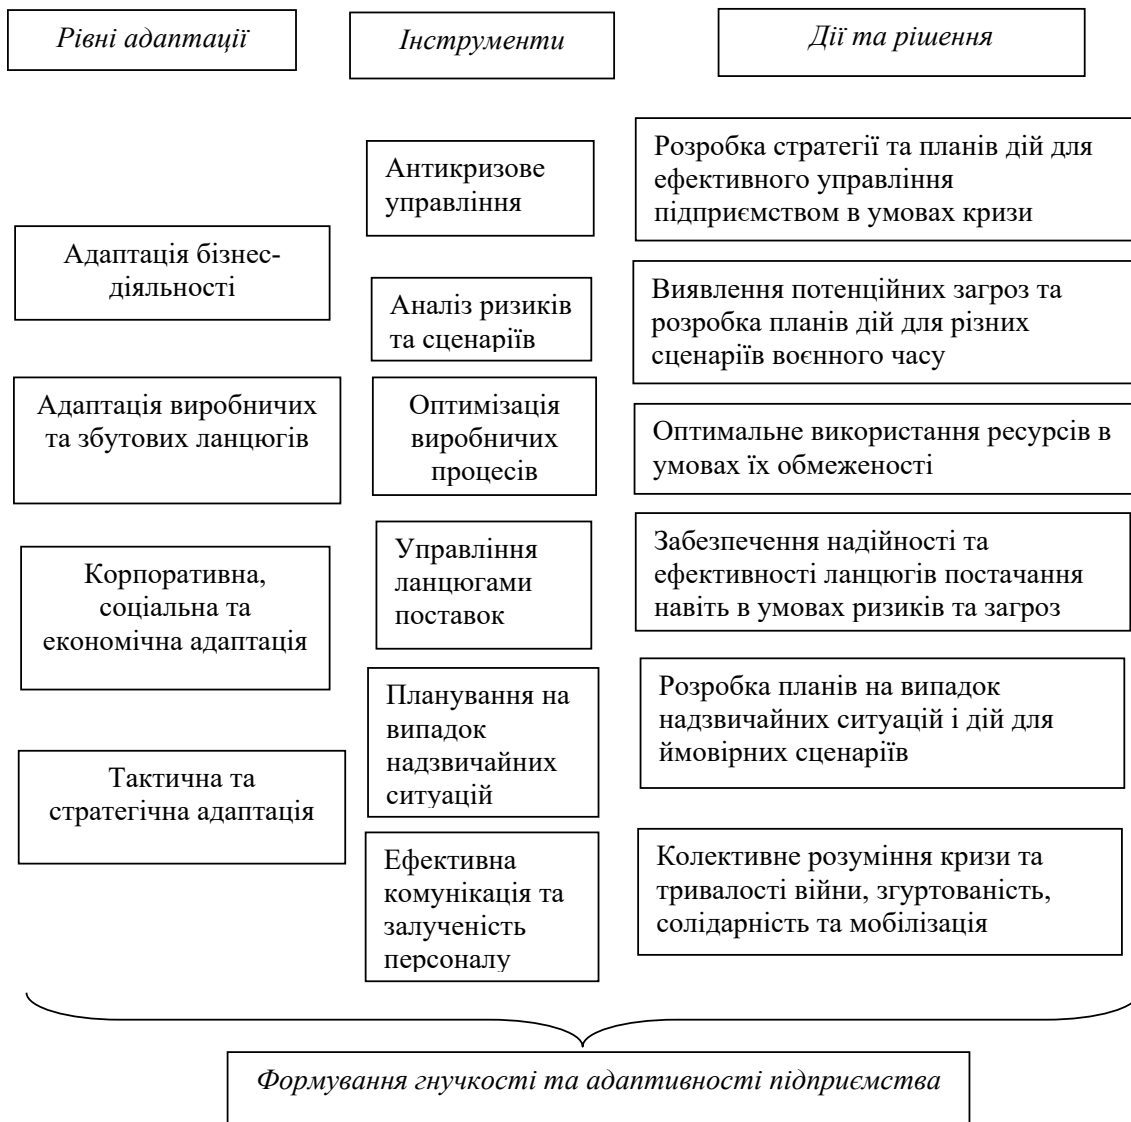 Рівні адаптації
Інструменти
Дії та рішення
Адаптація бізнес-
діяльності
Адаптація виробничих
та збутових ланцюгів
Корпоративна,
соціальна та
економічна адаптація
Тактична та
стратегічна адаптація
Антикризове
управління
Аналіз ризиків
та сценаріїв
Оптимізація
виробничих
процесів
Управління
ланцюгами
поставок
Планування на
випадок
надзвичайних
ситуацій
Ефективна
комунікація та
залученість
персоналу
Розробка стратегії та планів дій для
ефективного управління
підприємством в умовах кризи
Виявлення потенційних загроз та
розробка планів дій для різних
сценаріїв воєнного часу
Оптимальне використання ресурсів в
умовах їх обмеженості
Забезпечення надійності та
ефективності ланцюгів постачання
навіть в умовах ризиків та загроз
Розробка планів на випадок
надзвичайних ситуацій і дій для
ймовірних сценаріїв
Колективне розуміння кризи та
тривалості війни, згуртованість,
солідарність та мобілізація
Формування гнучкості та адаптивності підприємства